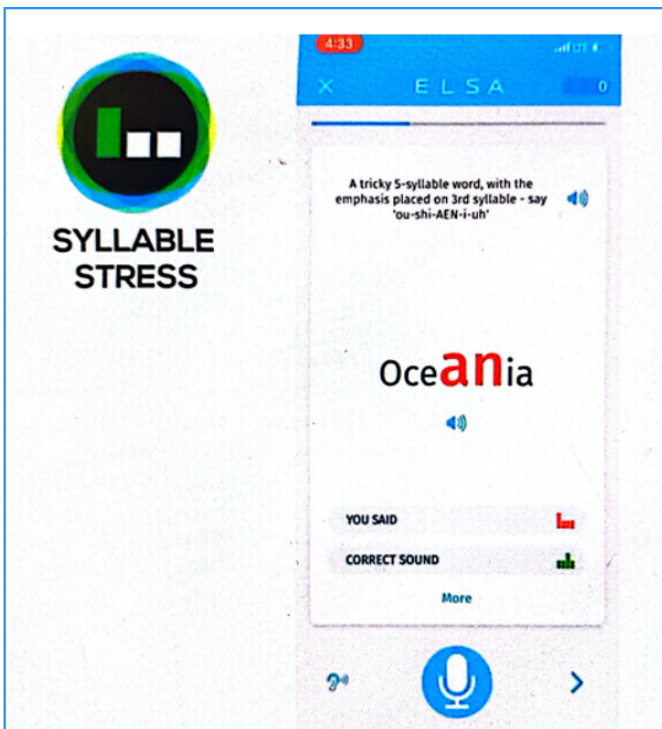 SYLLABLE
STRESS
4:33
LTE
ELSA
0
A tricky 5-syllable word, with the
emphasis placed on 3rd syllable - say
'ou-shi-AEN-i-uh'
Oceania
YOU SAID
CORRECT SOUND
More